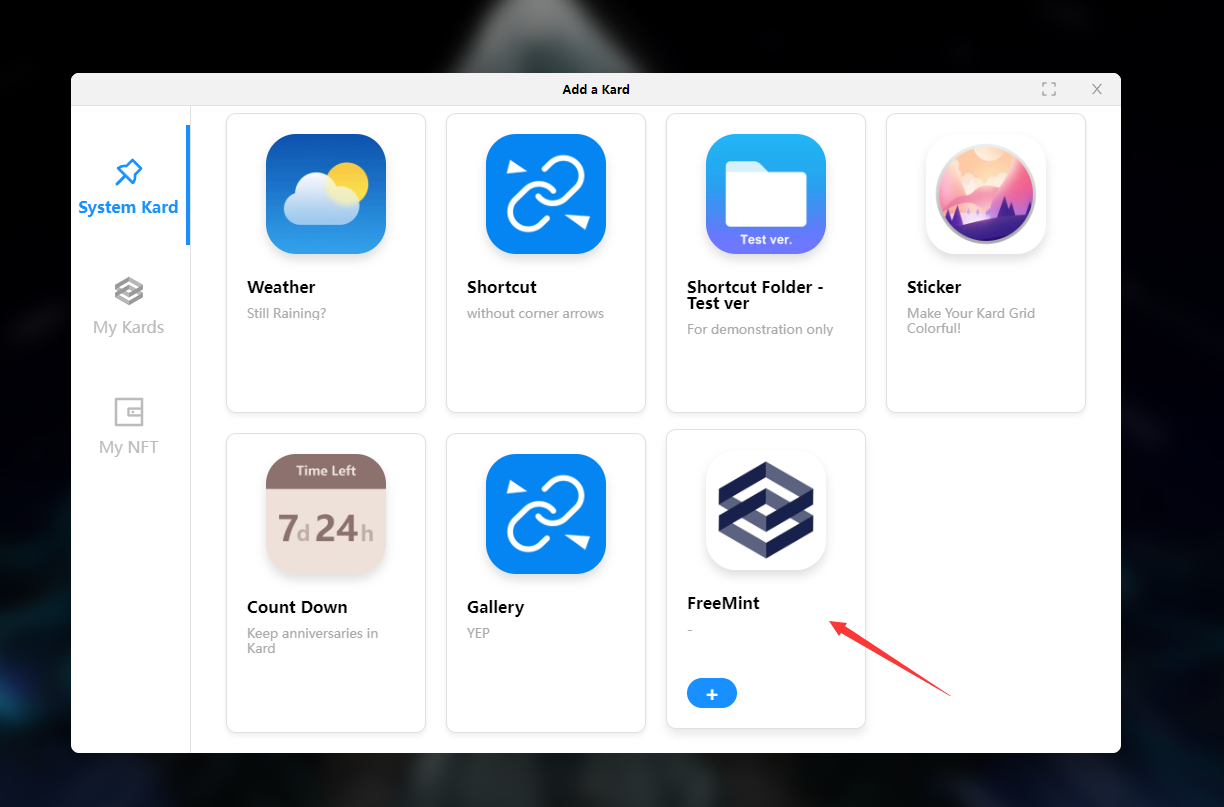 Add a Kard
System Kard
My Kards
My NFT
Weather
Still Raining?
Shortcut
without corner arrows
Test ver.
Shortcut Folder -
Test ver
For demonstration only
Sticker
Make Your Kard Grid
Colorful!
Time Left
7d 24h
Count Down
Keep anniversaries in
Kard
Gallery
YEP
FreeMint
-
+